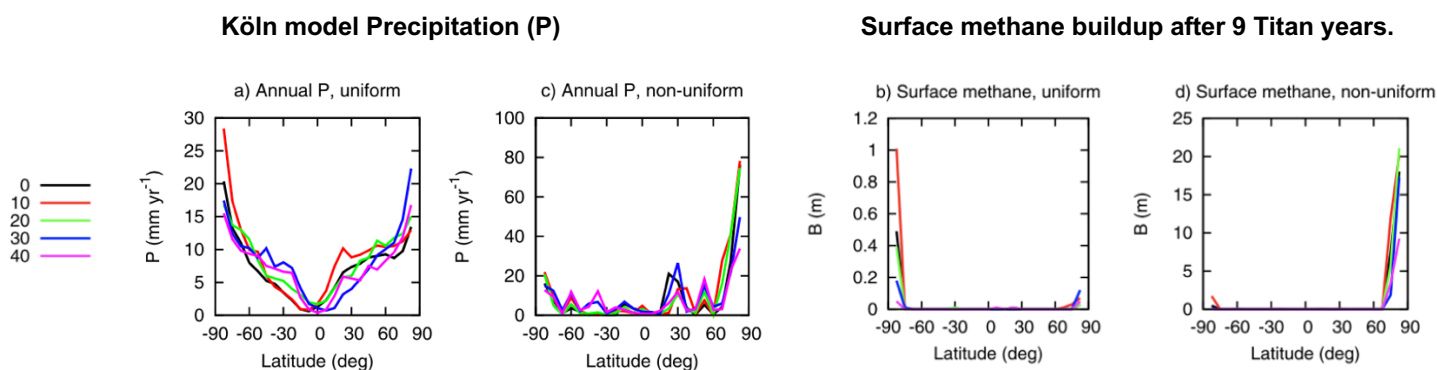 Köln model Precipitation (P)
Surface methane buildup after 9 Titan years.
0
10
20
30
40
a) Annual P, uniform
P (mm yr-1)
30
25
20
15
10
5
0
-90 -60 -30 0 30 60 90
Latitude (deg)
c) Annual P, non-uniform
P (mm yr-1)
100
80
60
40
20
0
-90 -60 -30 0 30 60 90
Latitude (deg)
b) Surface methane, uniform
B (m)
1.2
1
0.8
0.6
0.4
0.2
0
-90 -60 -30 0 30 60 90
Latitude (deg)
d) Surface methane, non-uniform
B (m)
25
20
15
10
5
0
-90 -60 -30 0 30 60 90
Latitude (deg)